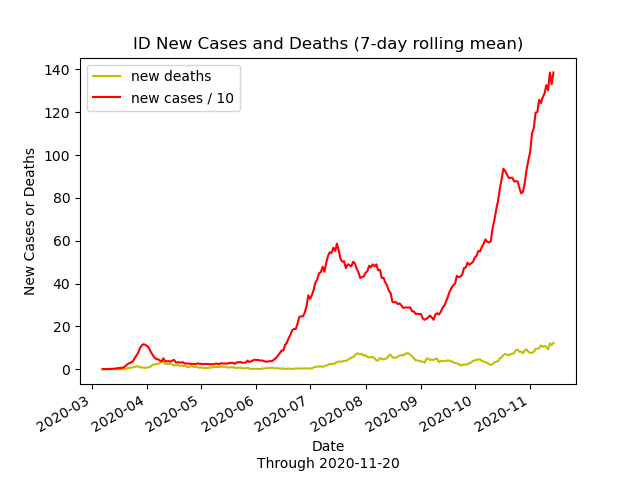 ID New Cases and Deaths (7-day rolling mean)
new deaths
new cases / 10
140
120
100
80
60
40
20
0
New Cases or Deaths
2020-03
2020-04
2020-05
2020-06
2020-07
2020-08
2020-09
2020-10
2020-11
Date
Through 2020-11-20